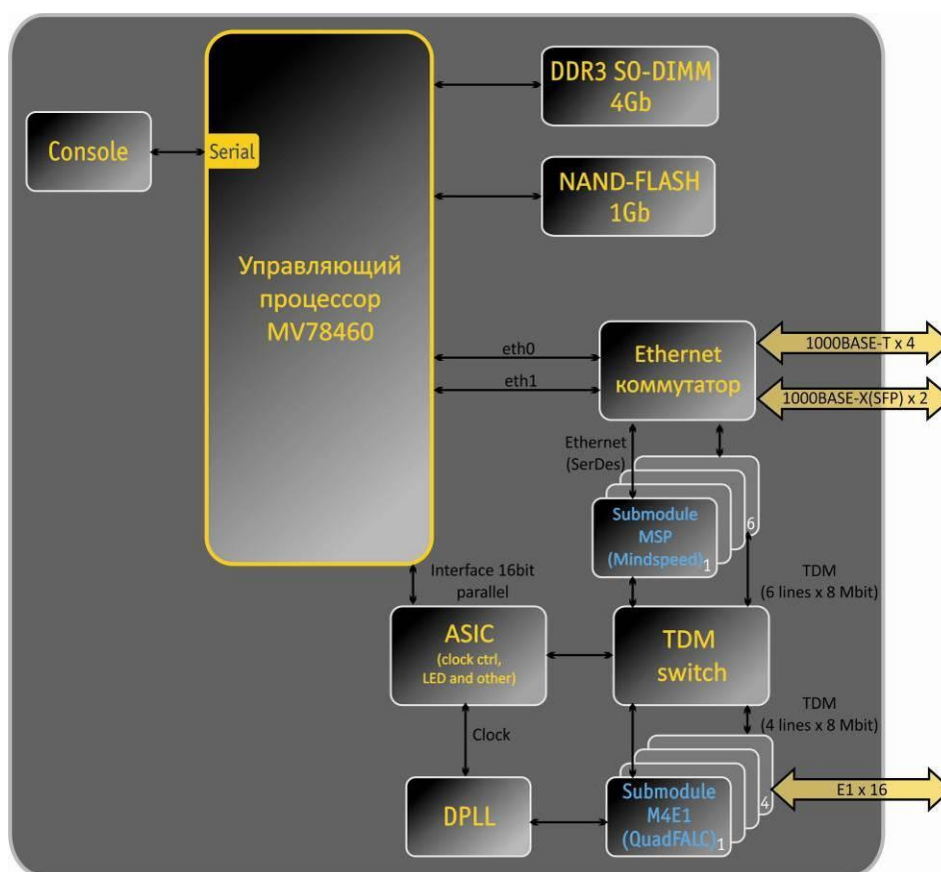 DDR3 SO-DIMM
4Gb
Console
Serial
NAND-FLASH
1Gb
Управляющий
процессор
MV78460
eth0
eth1
Ethernet
коммутатор
1000BASE-T x 4
1000BASE-X(SFP) x 2
Ethernet
(SerDes)
6
Submodule
MSP
(Mindspeed)
1
Interface 16bit
parallel
TDM
(6 lines x 8 Mbit)
ASIC
(clock ctrl,
LED and other)
TDM
switch
TDM
(4 lines x 8 Mbit)
Clock
DPLL
4
Submodule
M4E1
(QuadFALC)
1
E1 x 16